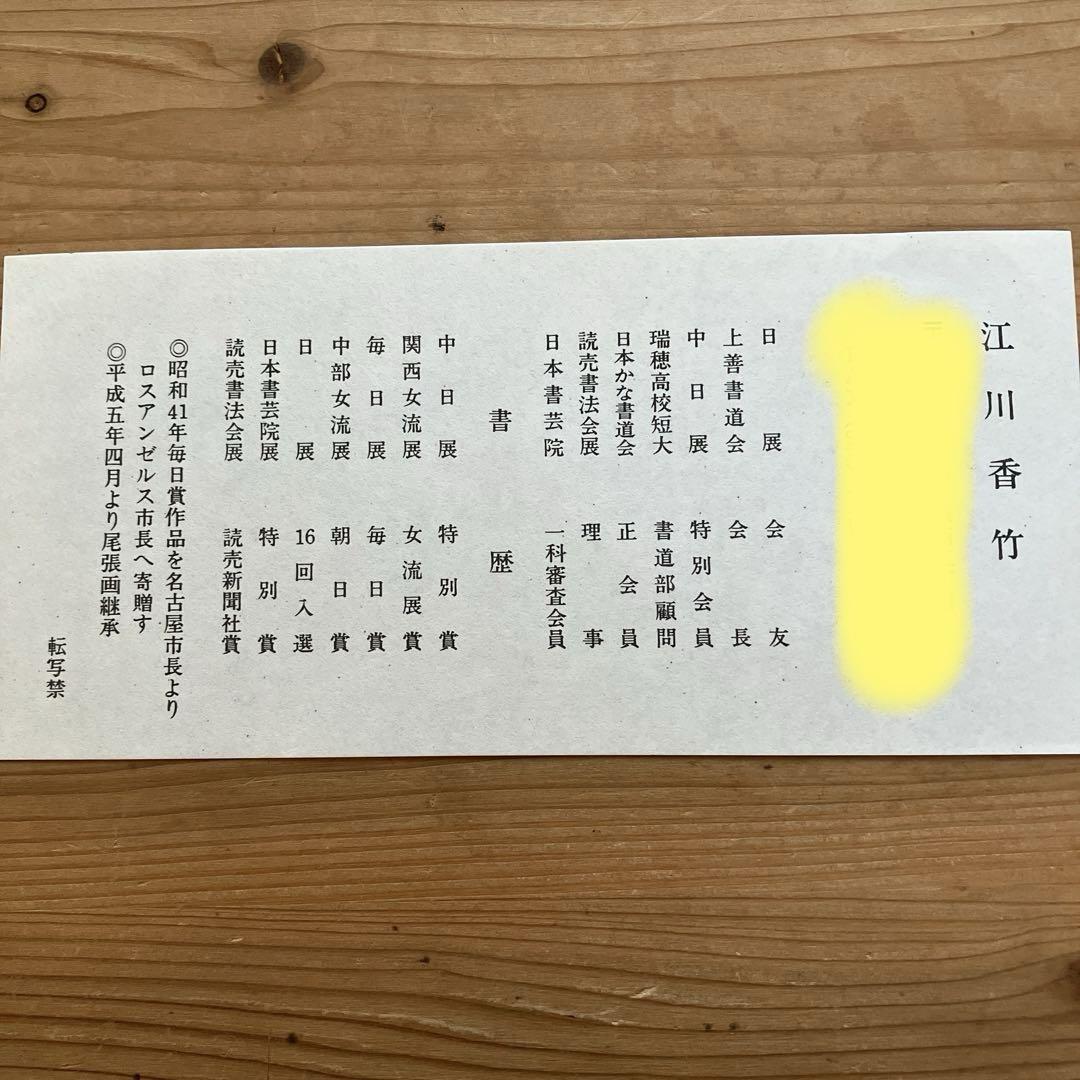 江川香竹
日展 会友
上善書道会 会長
中日展 特別会員
瑞穂高校短大 書道部顧問
日本かな書道会 正会員
読売書法会展 理事
日本書芸院 一科審査会員
書歴
中日展 特別賞
関西女流展 女流展賞
毎日展 毎日賞
中部女流展 朝日賞
日展 16回入選
日本書芸院展 特別賞
読売書法会展 読売新聞社賞
◎昭和41年毎日賞作品を名古屋市長より
ロスアンゼルス市長へ寄贈す
◎平成五年四月より尾張画継承
転写禁